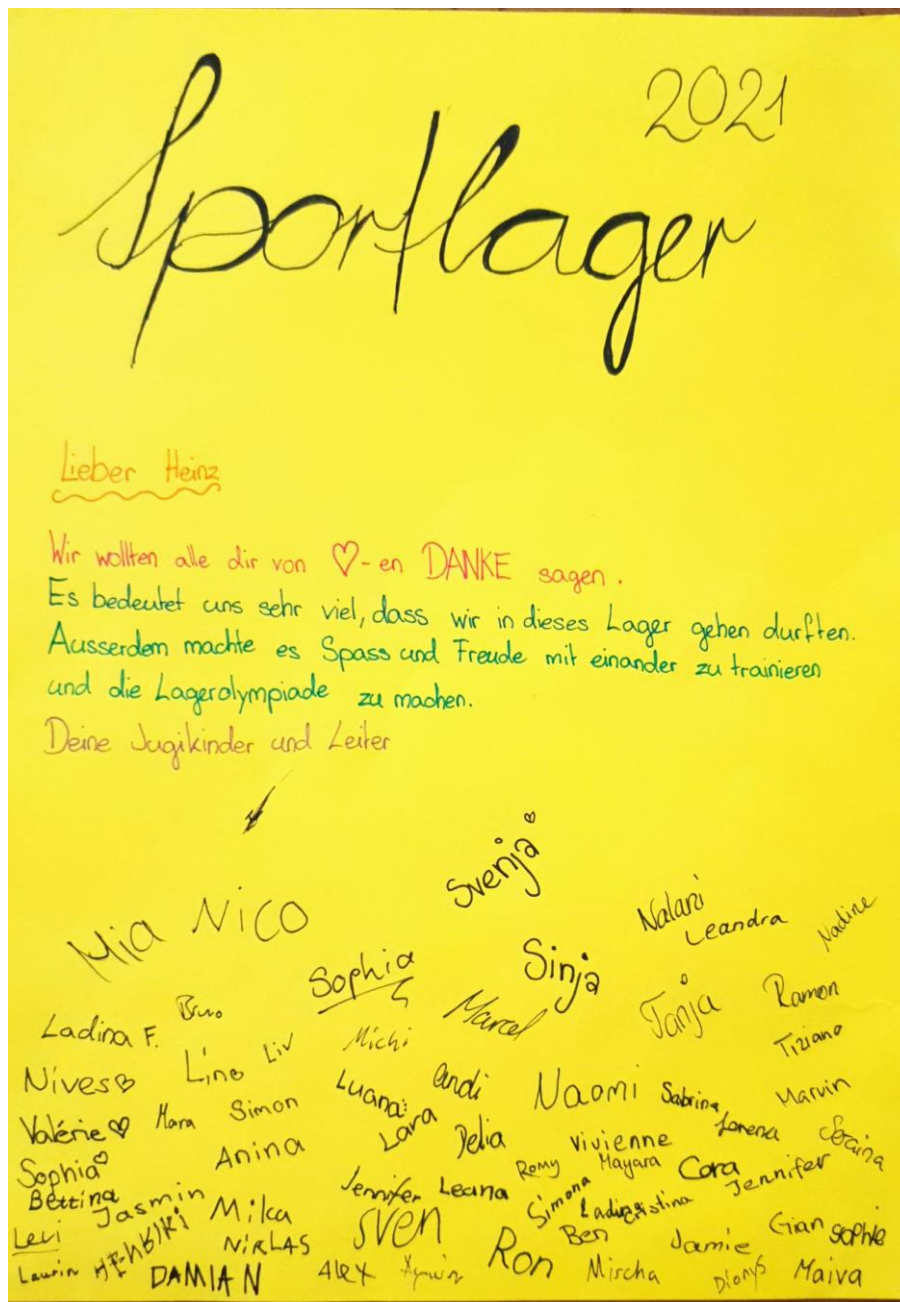 2021
Sportlager
Lieber Heinz
Wir wollten alle dir von ♡-en DANKE sagen.
Es bedeutet uns sehr viel, dass wir in dieses Lager gehen durften.
Ausserdem machte es Spass und Freude mit einander zu trainieren
und die Lagerolympiade zu machen.
Deine Jugikinder und Leiter
Svenja
Mia Nico
Nalani
Leandra
Nadine
Sophia
Sinja
Marcel
Tanja
Ramon
Ladina F.
Michi
Tiziano
Nives
Lino
Liv
Luana
Andi
Naomi
Sabrina
Marvin
Valérie ♡
Mara
Simon
Lara
Delia
Vivienne
Lorena
Sophia ♡
Anina
Romy
Mayara
Cora
Jennifer
Bettina
Jasmin
Jennifer
Leana
Simona
Mika
Sven
Ben
Levi
NiKLAS
Ron
Jamie
Gian
Sophie
Laurin
DAMIAN
Alex
Mischa
Dionys
Maiva